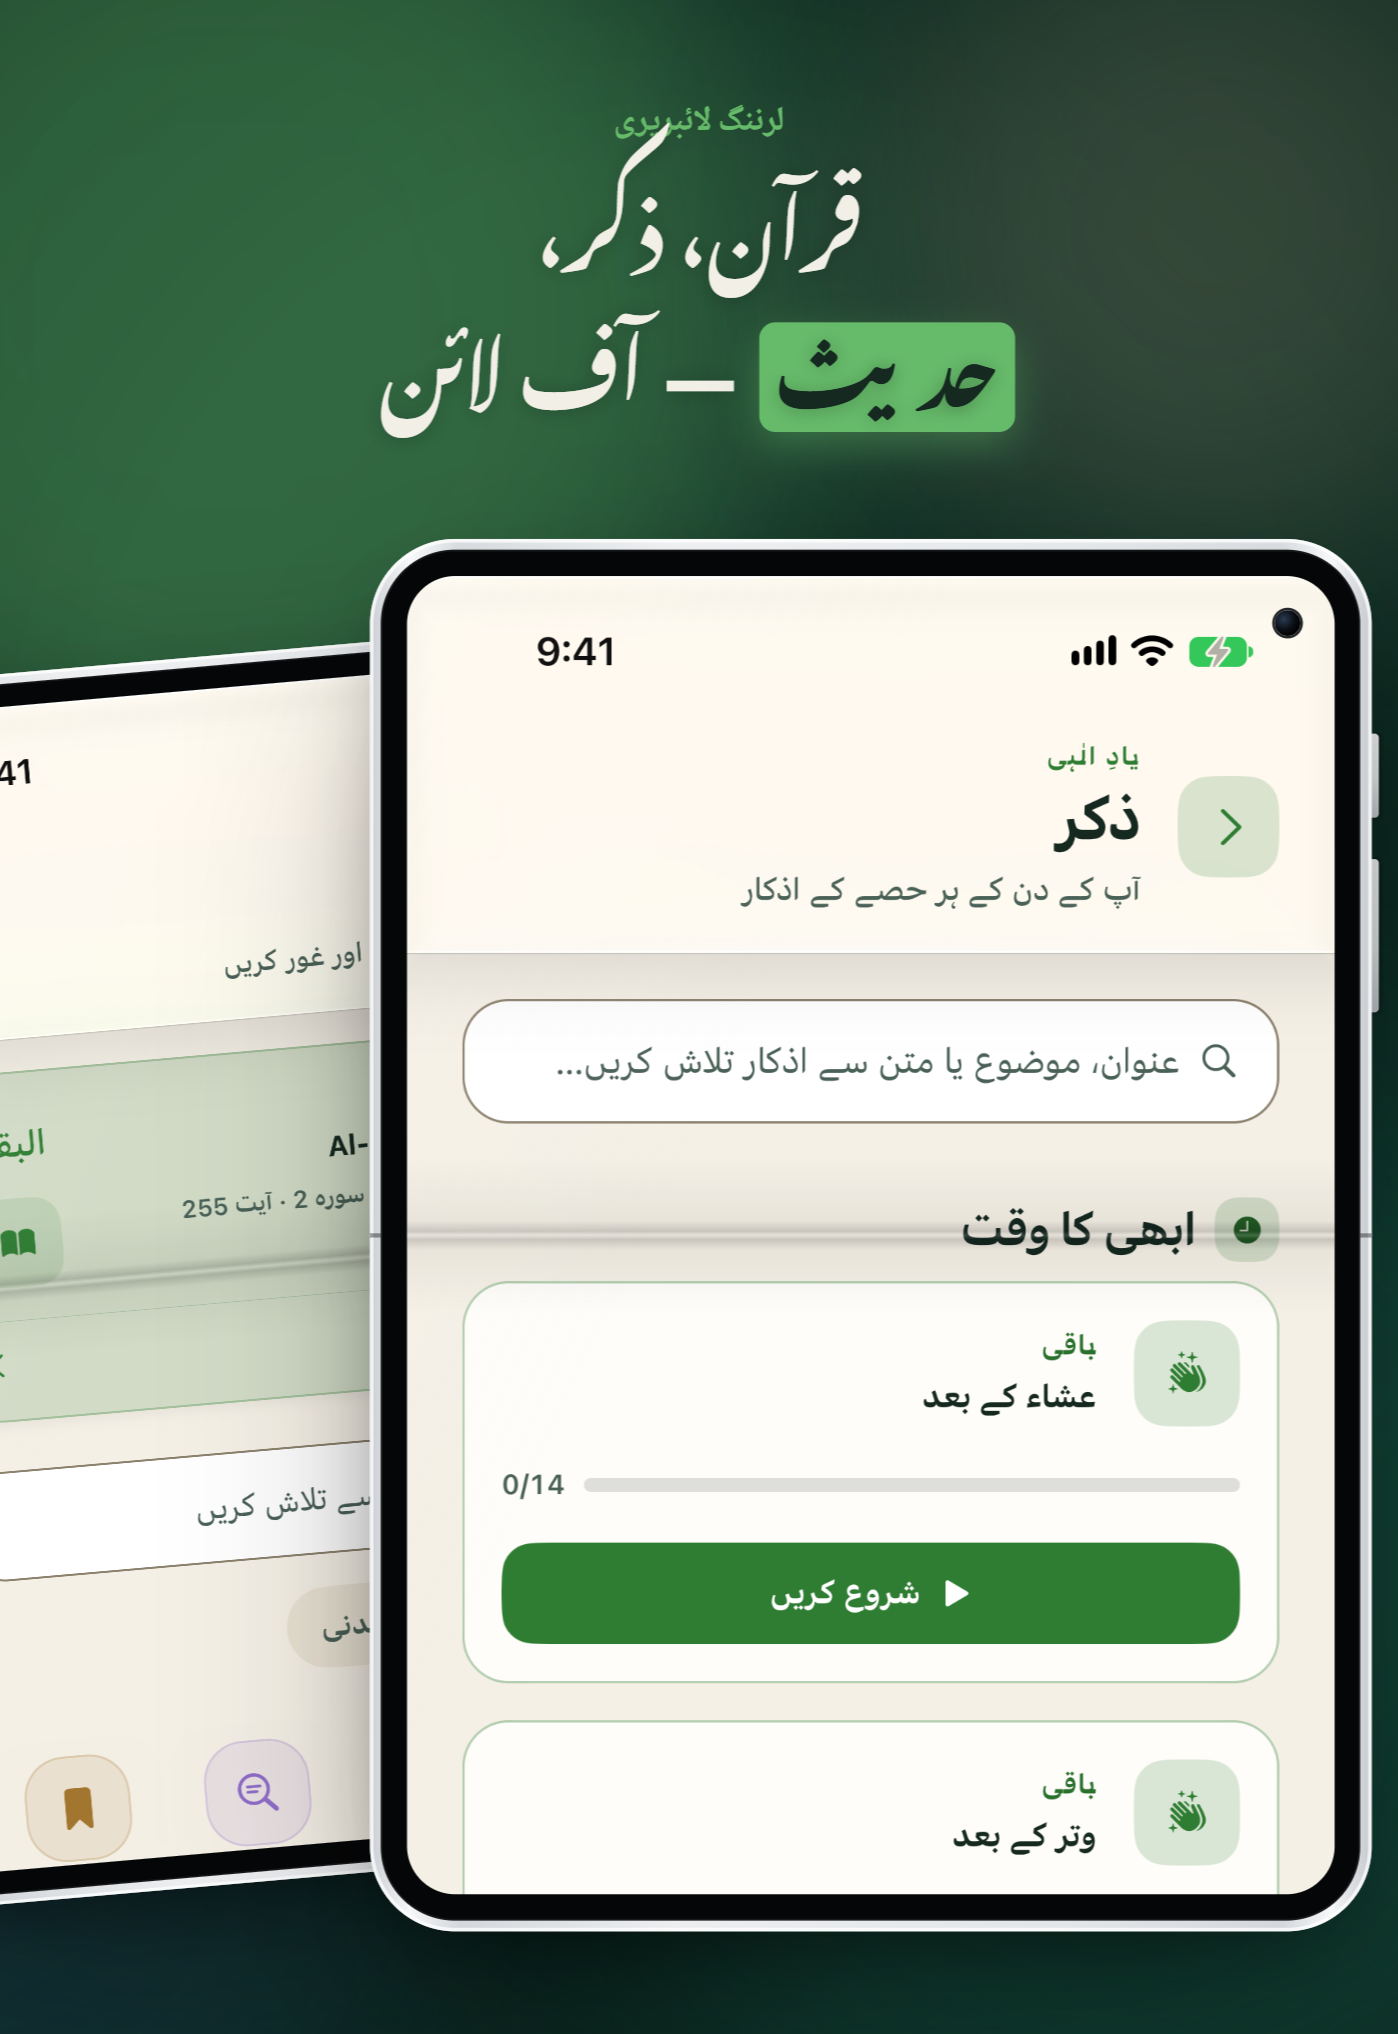 لرننگ لائبریری
قرآن، ذکر،
حدیث — آف لائن
9:41
یادِ الٰہی
ذکر
آپ کے دن کے ہر حصے کے اذکار
عنوان، موضوع یا متن سے اذکار تلاش کریں...
ابھی کا وقت
باقی
عشاء کے بعد
0/14
شروع کریں
باقی
وتر کے بعد
41
اور غور کریں
Al-
سورہ 2 · آیت 255
سے تلاش کریں